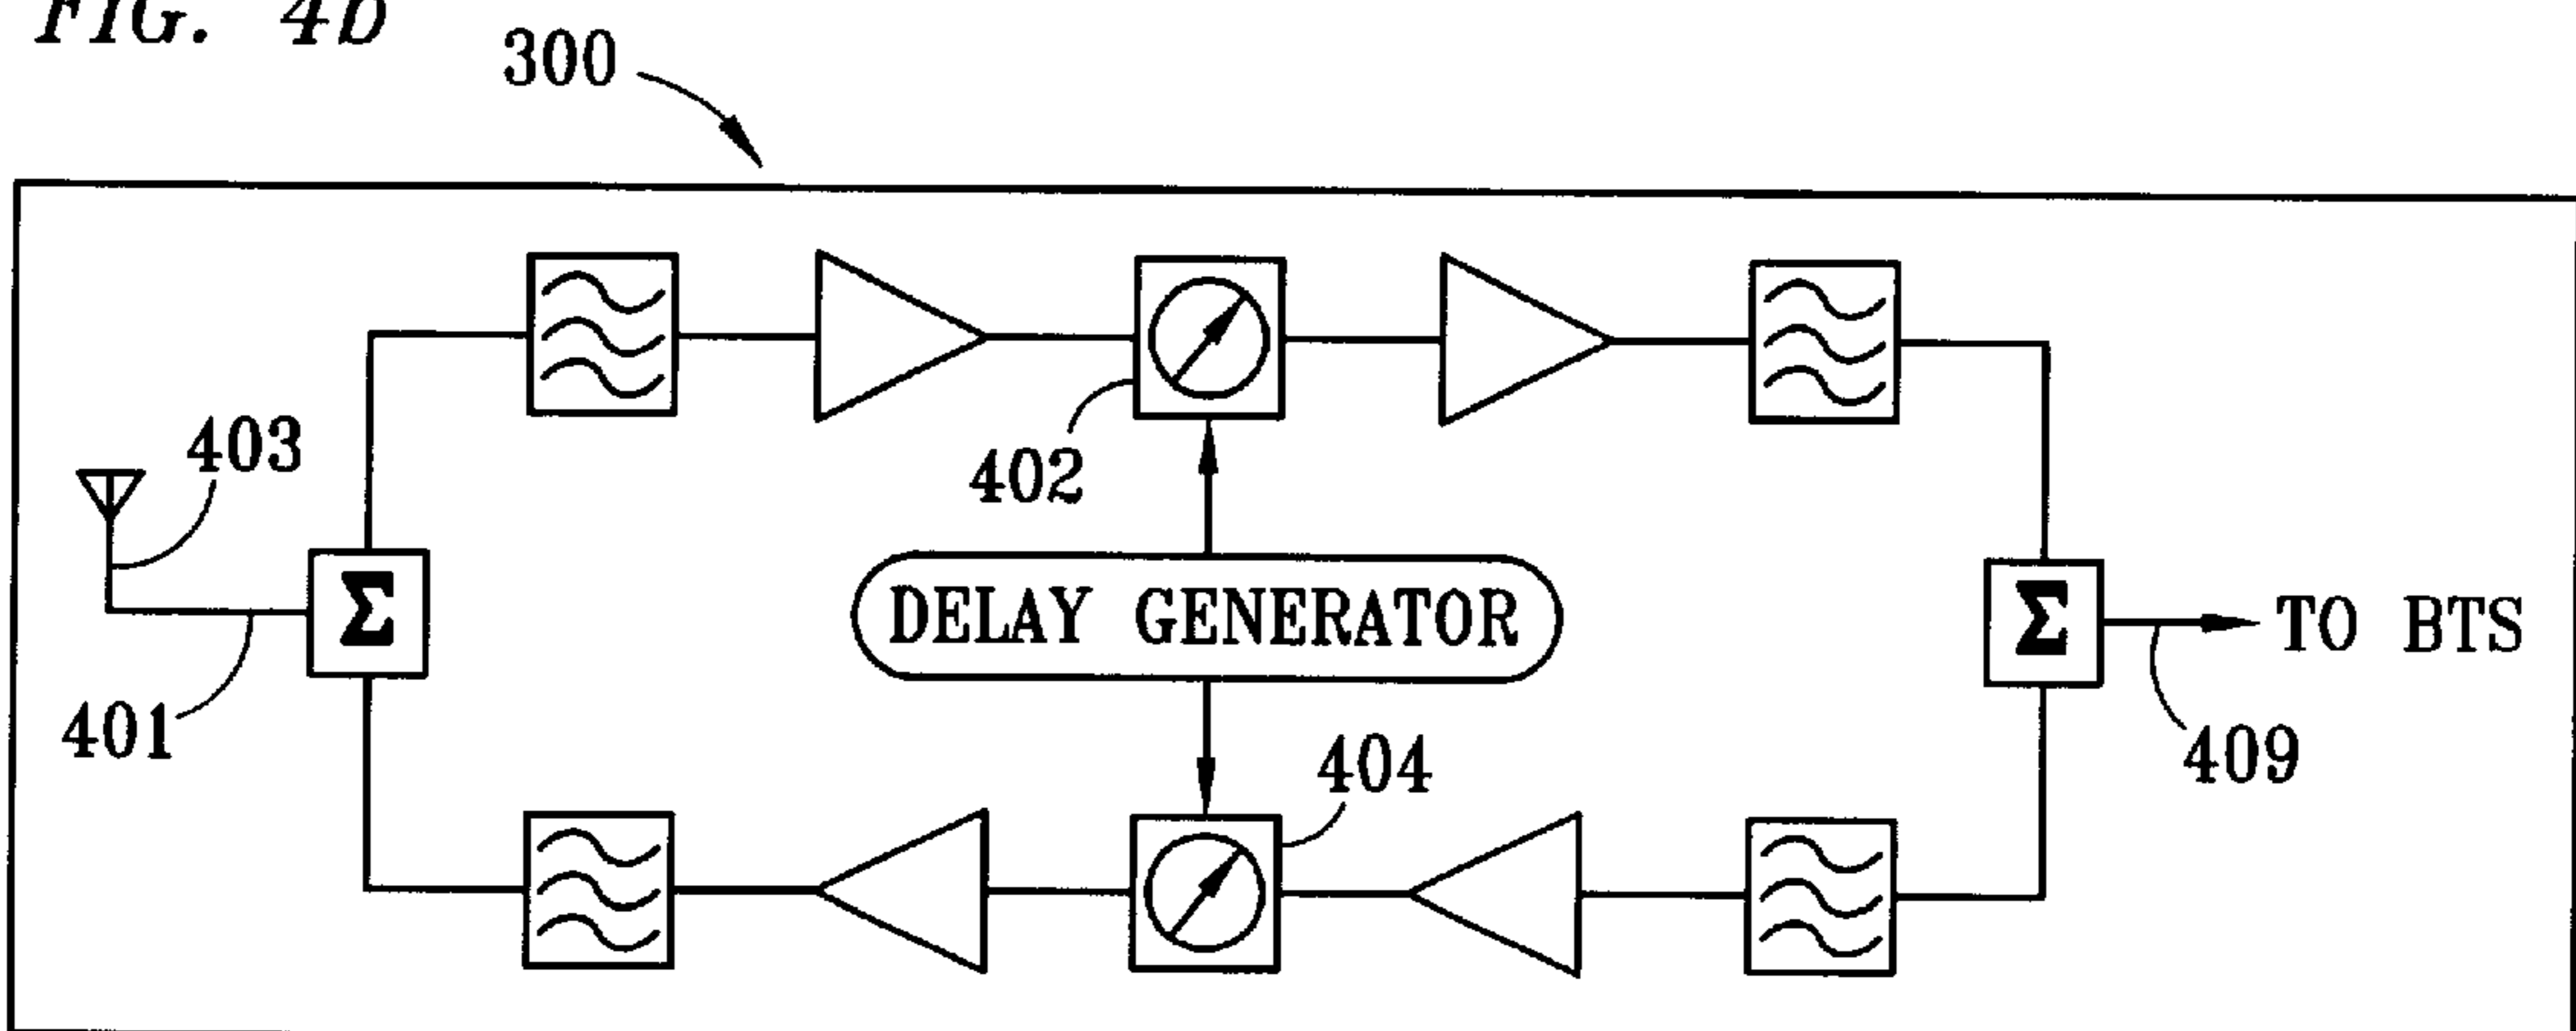 FIG. 4b
300
403
402
Σ
DELAY GENERATOR
Σ
TO BTS
401
404
409